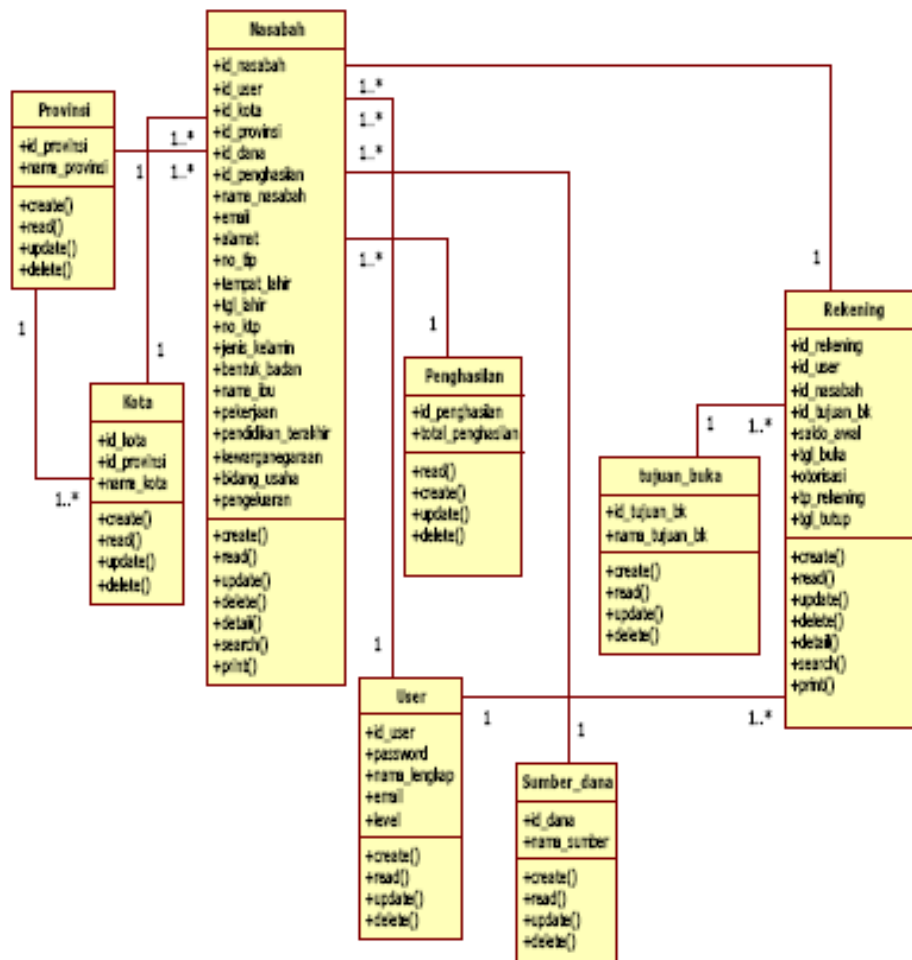 Nasabah
+id_nasabah
+id_user
+id_kota
+id_provinsi
+id_dana
+id_penghasilan
+nama_nasabah
+email
+alamat
+no_tlp
+tempat_lahir
+tgl_lahir
+no_ktp
+jenis_kelamin
+bentuk_badan
+nama_ibu
+pekerjaan
+pendidikan_terakhir
+kewarganegaraan
+bidang_usaha
+pengeluaran
+create()
+read()
+update()
+delete()
+detail()
+search()
+print()
Provinsi
+id_provinsi
+nama_provinsi
+create()
+read()
+update()
+delete()
1
1..*
1
1..*
1..*
1..*
1..*
1..*
1
1
1
1
1..*
Kota
+id_kota
+id_provinsi
+nama_kota
+create()
+read()
+update()
+delete()
Penghasilan
+id_penghasilan
+total_penghasilan
+read()
+create()
+update()
+delete()
Rekening
+id_rekening
+id_user
+id_nasabah
+id_tujuan_bk
+saldo_awal
+tgl_buka
+otorisasi
+tp_rekening
+tgl_tutup
+create()
+read()
+update()
+delete()
+detail()
+search()
+print()
1
1..*
tujuan_buka
+id_tujuan_bk
+nama_tujuan_bk
+create()
+read()
+update()
+delete()
1
User
+id_user
+password
+nama_lengkap
+email
+level
+create()
+read()
+update()
+delete()
1
1..*
1
Sumber_dana
+id_dana
+nama_sumber
+create()
+read()
+update()
+delete()